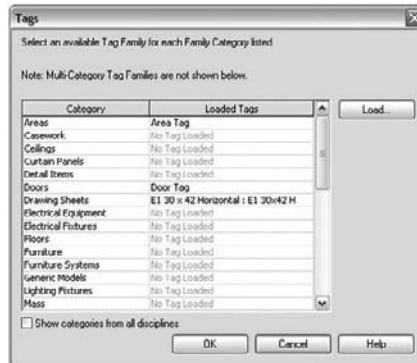 Tags
Select an available Tag Family for each Family Category listed
Note: Multi-Category Tag Families are not shown below.
Category Loaded Tags
Load...
Areas Area Tag
Casework No Tag Loaded
Ceilings No Tag Loaded
Curtain Panels No Tag Loaded
Detail Items No Tag Loaded
Doors Door Tag
Drawing Sheets E1 30 x 42 Horizontal : E1 30x42 H
Electrical Equipment No Tag Loaded
Electrical Fixtures No Tag Loaded
Floors No Tag Loaded
Furniture No Tag Loaded
Furniture Systems No Tag Loaded
Generic Models No Tag Loaded
Lighting Fixtures No Tag Loaded
Mass No Tag Loaded
Show categories from all disciplines
OK Cancel Help